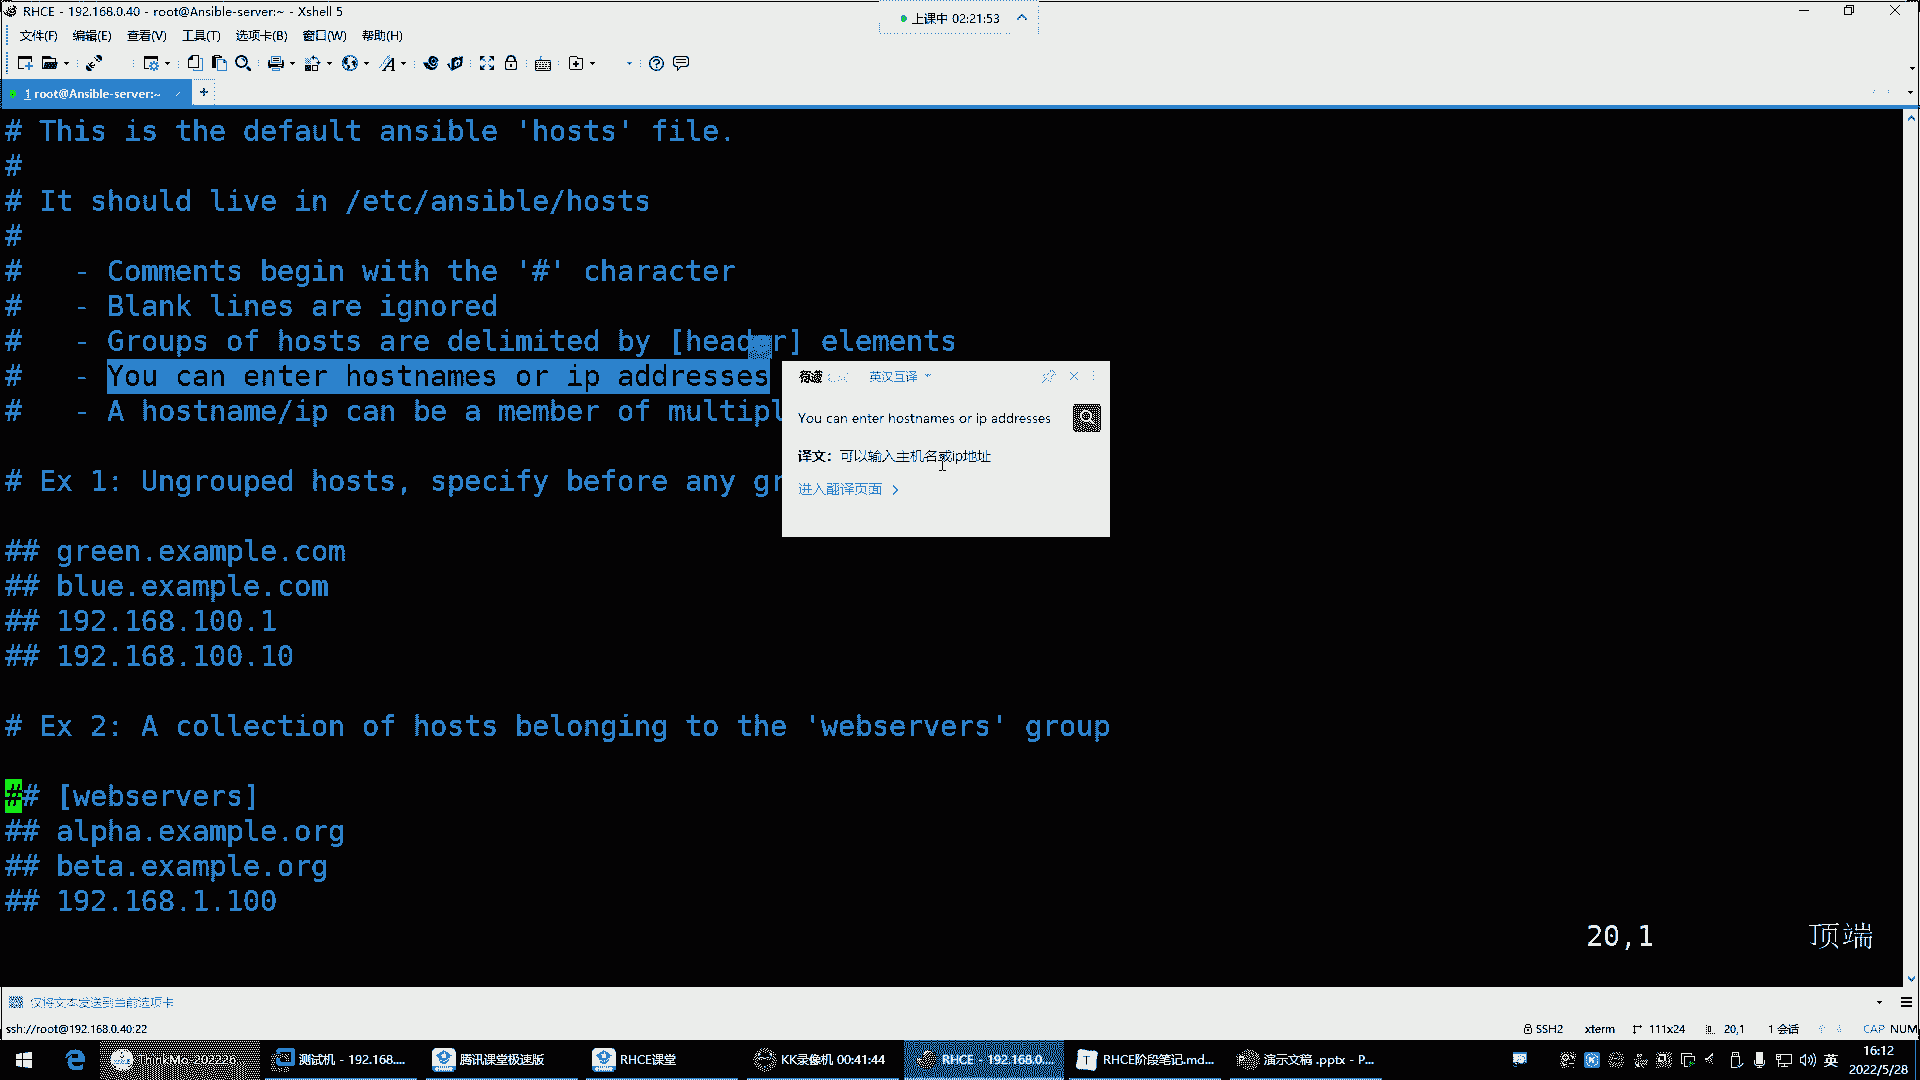 RHCE - 192.168.0.40 - root@Ansible-server:~ - Xshell 5
上课中 02:21:53
文件(F) 编辑(E) 查看(V) 工具(T) 选项卡(B) 窗口(W) 帮助(H)
1 root@Ansible-server:~
# This is the default ansible 'hosts' file.
#
# It should live in /etc/ansible/hosts
#
#   - Comments begin with the '#' character
#   - Blank lines are ignored
#   - Groups of hosts are delimited by [header] elements
#   - You can enter hostnames or ip addresses
#   - A hostname/ip can be a member of multipl
英汉互译
You can enter hostnames or ip addresses
译文：可以输入主机名或ip地址
进入翻译页面
# Ex 1: Ungrouped hosts, specify before any gr
## green.example.com
## blue.example.com
## 192.168.100.1
## 192.168.100.10
# Ex 2: A collection of hosts belonging to the 'webservers' group
## [webservers]
## alpha.example.org
## beta.example.org
## 192.168.1.100
20,1 顶端
仅将文本发送到当前选项卡
ssh://root@192.168.0.40:22 SSH2 xterm 111x24 20,1 1 会话 CAP NUM
ThinkMo-202226 测试机 - 192.168.... 腾讯课堂极速版 RHCE课堂 KK录像机 00:41:44 RHCE - 192.168.0.... RHCE阶段笔记.md... 演示文稿 .pptx - P... 英 16:12
2022/5/28